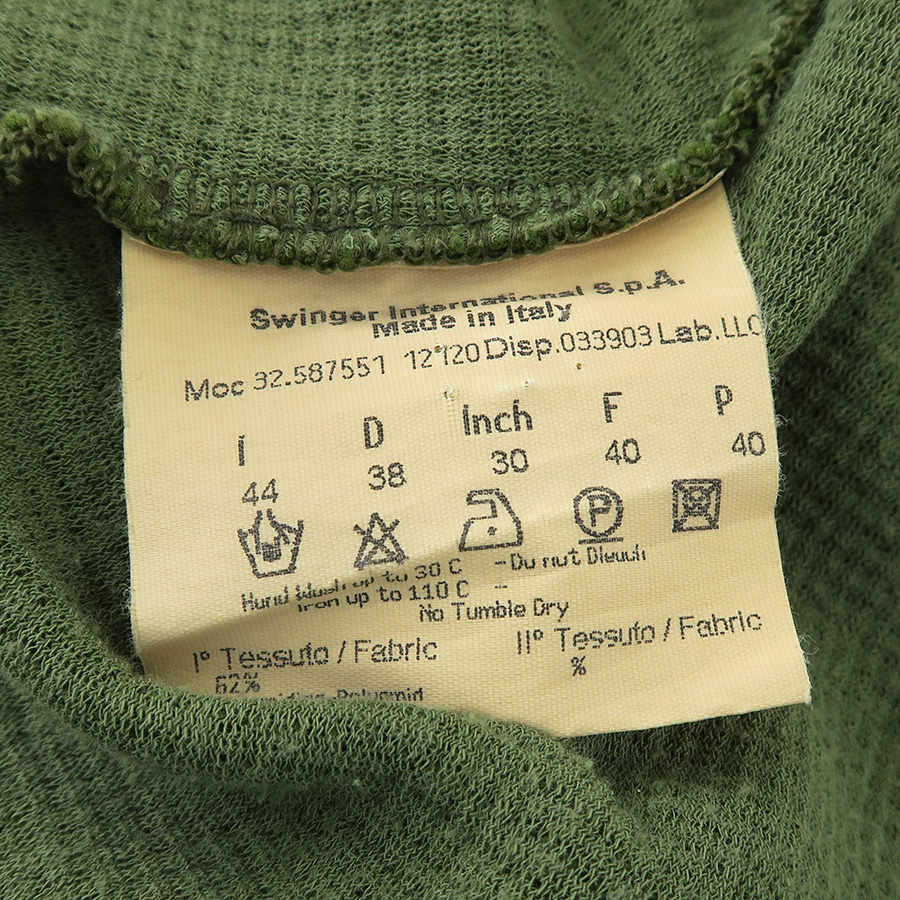 Swinger International S.p.A.
Made in Italy
Moc 32.587551 12°120 Disp.033903 Lab.LLO
I D Inch F P
44 38 30 40 40
P
Hand Wash up to 30 C - Do not Bleach
Iron up to 110 C -
No Tumble Dry
I° Tessuto / Fabric II° Tessuto / Fabric
62% %
Polyamid